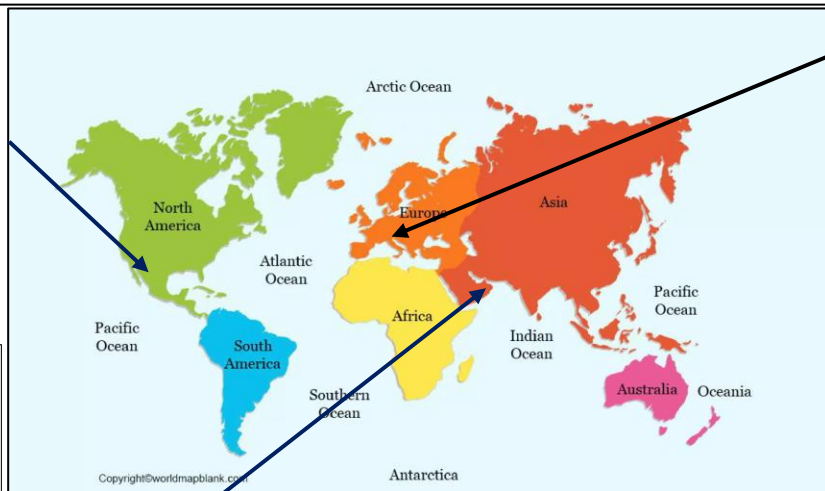 Arctic Ocean
North
America
Europe
Asia
Atlantic
Ocean
Pacific
Ocean
Africa
Pacific
Ocean
Indian
Ocean
South
America
Southern
Ocean
Australia
Oceania
Antarctica
Copyright©worldmapblank.com